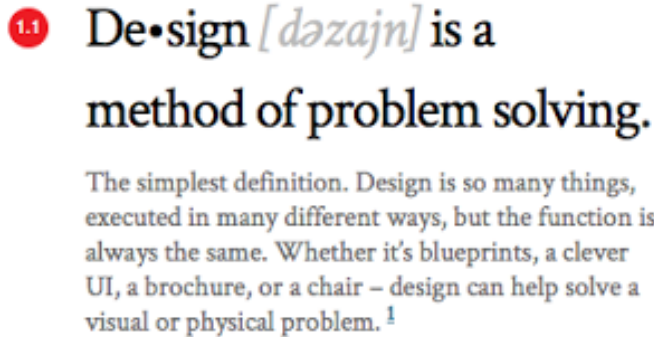 1.1
De•sign [dəzajn] is a
method of problem solving.
The simplest definition. Design is so many things,
executed in many different ways, but the function is
always the same. Whether it's blueprints, a clever
UI, a brochure, or a chair – design can help solve a
visual or physical problem. 1